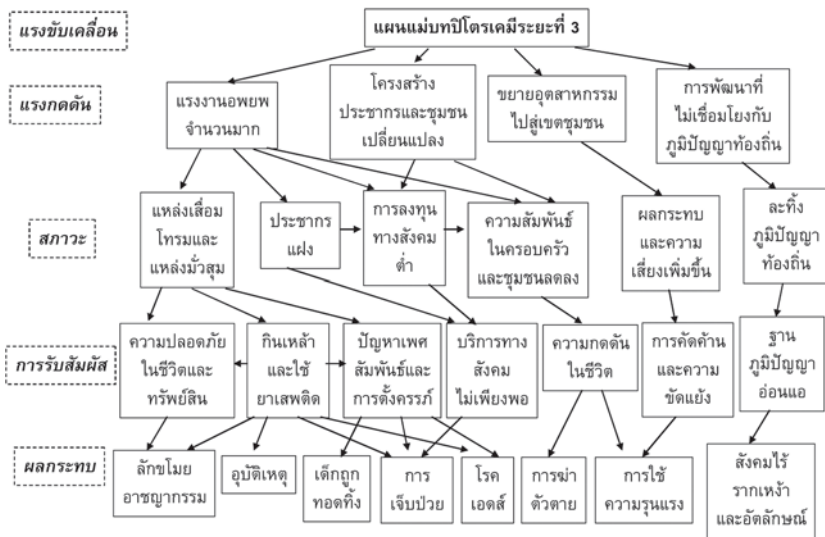 แรงขับเคลื่อน
แผนแม่บทปิโตรเคมีระยะที่ 3
แรงกดดัน
แรงงานอพยพ
จำนวนมาก
โครงสร้าง
ประชากรและชุมชน
เปลี่ยนแปลง
ขยายอุตสาหกรรม
ไปสู่เขตชุมชน
การพัฒนาที่
ไม่เชื่อมโยงกับ
ภูมิปัญญาท้องถิ่น
สภาวะ
แหล่งเสื่อม
โทรมและ
แหล่งมั่วสุม
ประชากร
แฝง
การลงทุน
ทางสังคม
ต่ำ
ความสัมพันธ์
ในครอบครัว
และชุมชนลดลง
ผลกระทบ
และความ
เสี่ยงเพิ่มขึ้น
ละทิ้ง
ภูมิปัญญา
ท้องถิ่น
การรับสัมผัส
ความปลอดภัย
ในชีวิตและ
ทรัพย์สิน
กินเหล้า
และใช้
ยาเสพติด
ปัญหาเพศ
สัมพันธ์และ
การตั้งครรภ์
บริการทาง
สังคม
ไม่เพียงพอ
ความกดดัน
ในชีวิต
การคัดค้าน
และความ
ขัดแย้ง
ฐาน
ภูมิปัญญา
อ่อนแอ
ผลกระทบ
ลักขโมย
อาชญากรรม
อุบัติเหตุ
เด็กถูก
ทอดทิ้ง
การ
เจ็บป่วย
โรค
เอดส์
การฆ่า
ตัวตาย
การใช้
ความรุนแรง
สังคมไร้
รากเหง้า
และอัตลักษณ์